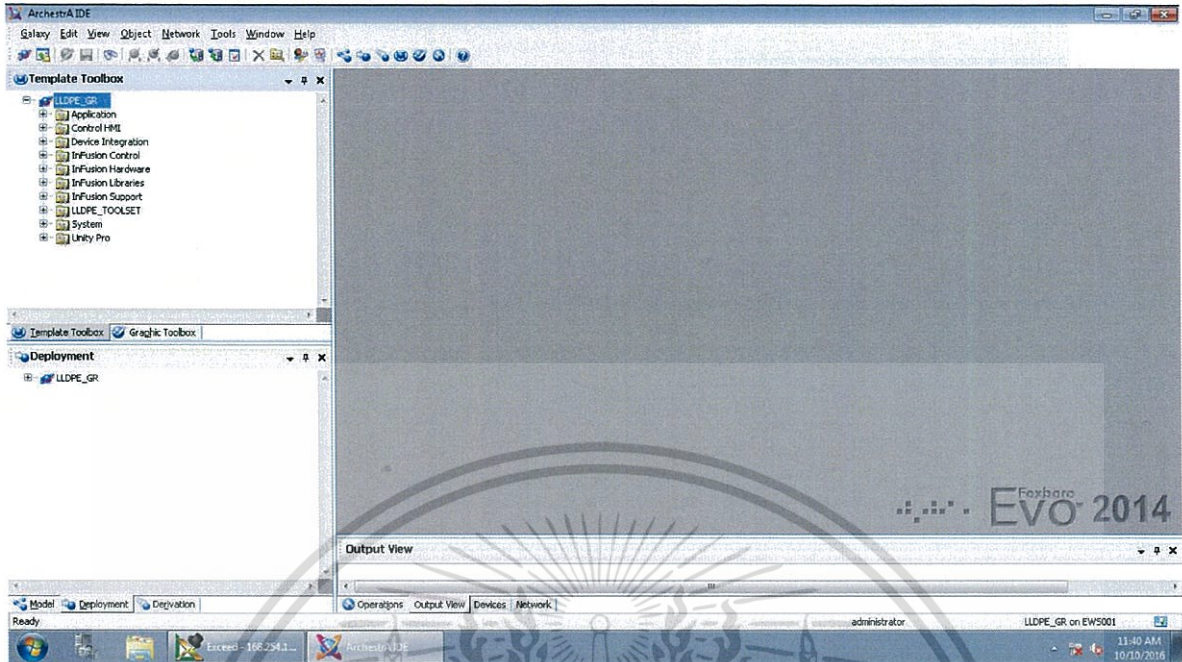 ArchestrA IDE
Galaxy Edit View Object Network Tools Window Help
Template Toolbox
LLDPE_GR
Application
Control HMI
Device Integration
InFusion Control
InFusion Hardware
InFusion Libraries
InFusion Support
LLDPE_TOOLSET
System
Unity Pro
Template Toolbox Graphic Toolbox
Deployment
LLDPE_GR
Foxboro
Evo 2014
Output View
Model Deployment Derivation
Operations Output View Devices Network
Ready administrator LLDPE_GR on EWS001
Exceed - 168.254.1... ArchestrA IDE
11:40 AM
10/10/2016